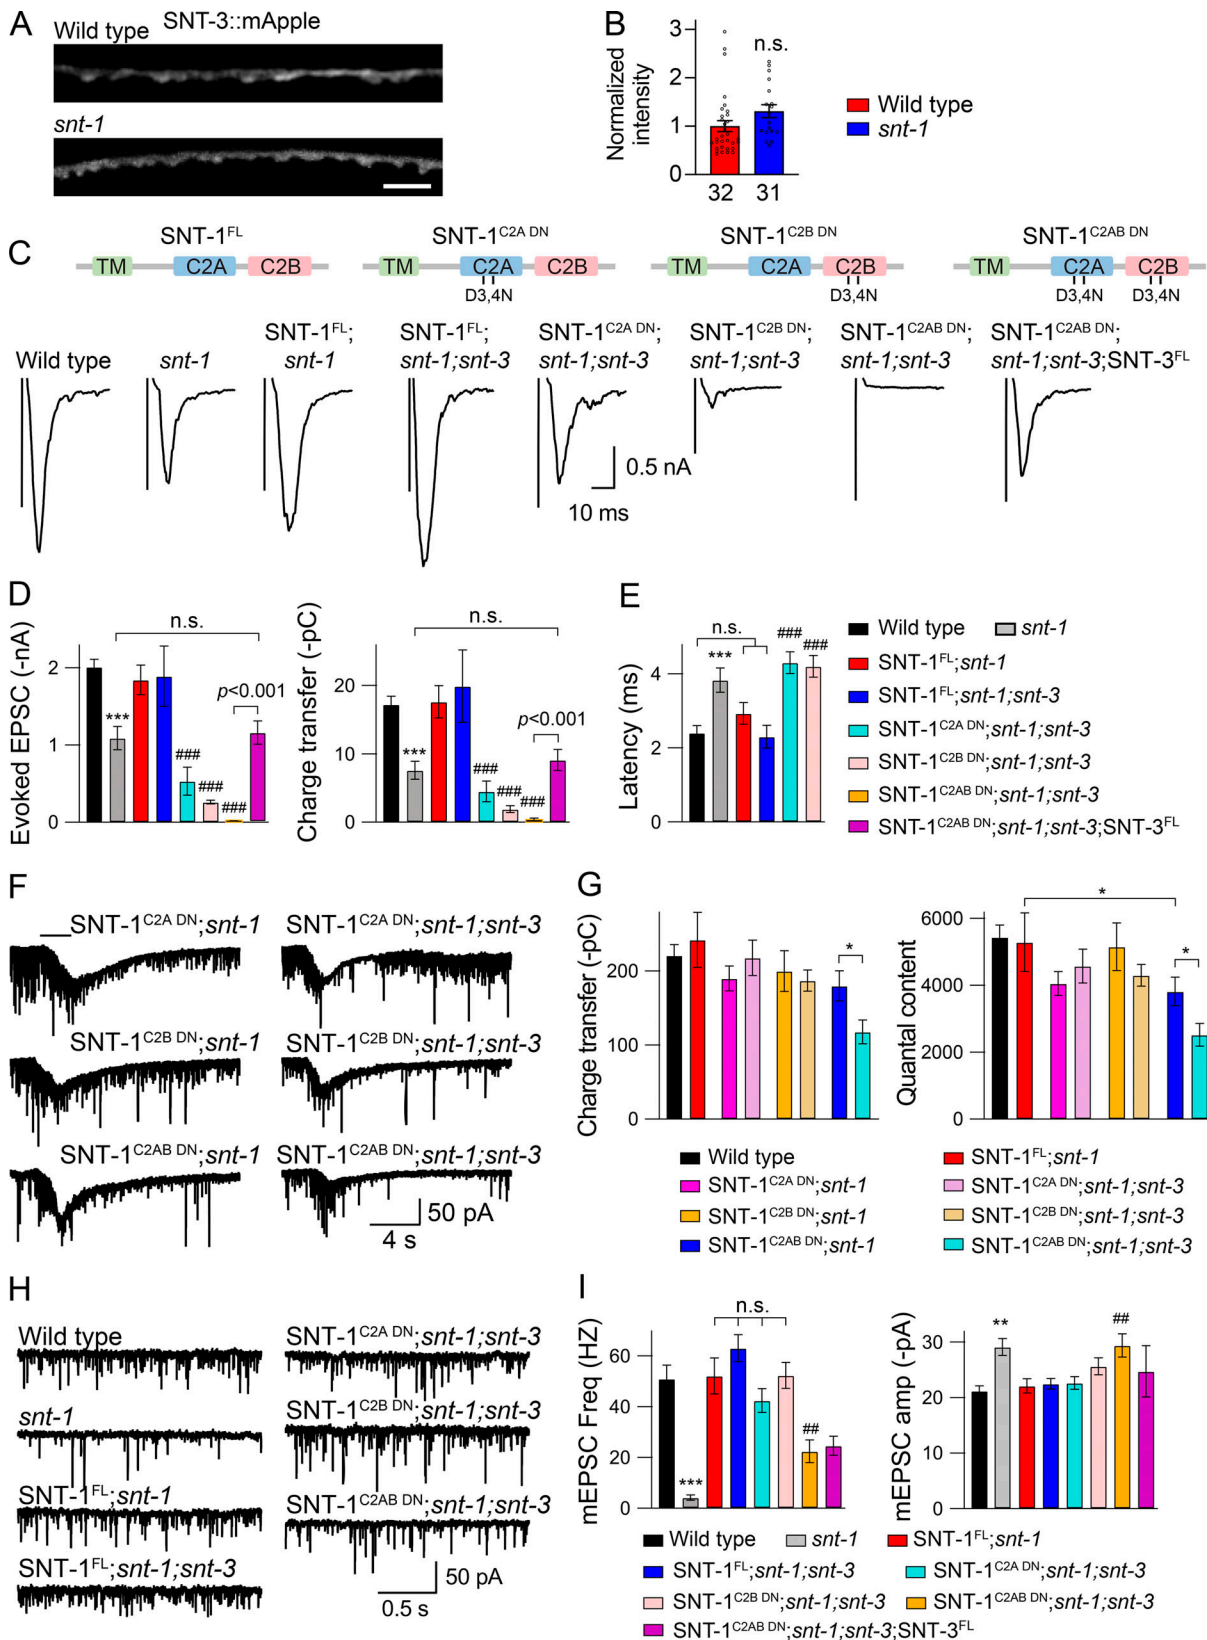 A
SNT-3::mApple
Wild type
snt-1
B
Normalized intensity
3
2
1
0
n.s.
32 31
Wild type
snt-1
C
SNT-1FL
TM C2A C2B
SNT-1C2A DN
TM C2A C2B
D3,4N
SNT-1C2B DN
TM C2A C2B
D3,4N
SNT-1C2AB DN
TM C2A C2B
D3,4N D3,4N
Wild type
snt-1
SNT-1FL;
snt-1
SNT-1FL;
snt-1;snt-3
SNT-1C2A DN;
snt-1;snt-3
SNT-1C2B DN;
snt-1;snt-3
SNT-1C2AB DN;
snt-1;snt-3
SNT-1C2AB DN;
snt-1;snt-3;SNT-3FL
0.5 nA
10 ms
D
Evoked EPSC (-nA)
2
1
0
n.s.
p<0.001
***
###
###
###
Charge transfer (-pC)
20
10
0
n.s.
p<0.001
***
###
###
###
E
Latency (ms)
4
2
0
n.s.
***
###
###
Wild type
snt-1
SNT-1FL;snt-1
SNT-1FL;snt-1;snt-3
SNT-1C2A DN;snt-1;snt-3
SNT-1C2B DN;snt-1;snt-3
SNT-1C2AB DN;snt-1;snt-3
SNT-1C2AB DN;snt-1;snt-3;SNT-3FL
F
SNT-1C2A DN;snt-1
SNT-1C2A DN;snt-1;snt-3
SNT-1C2B DN;snt-1
SNT-1C2B DN;snt-1;snt-3
SNT-1C2AB DN;snt-1
SNT-1C2AB DN;snt-1;snt-3
50 pA
4 s
G
Charge transfer (-pC)
200
100
0
*
Quantal content
6000
4000
2000
0
*
*
Wild type
SNT-1FL;snt-1
SNT-1C2A DN;snt-1
SNT-1C2A DN;snt-1;snt-3
SNT-1C2B DN;snt-1
SNT-1C2B DN;snt-1;snt-3
SNT-1C2AB DN;snt-1
SNT-1C2AB DN;snt-1;snt-3
H
Wild type
snt-1
SNT-1FL;snt-1
SNT-1FL;snt-1;snt-3
SNT-1C2A DN;snt-1;snt-3
SNT-1C2B DN;snt-1;snt-3
SNT-1C2AB DN;snt-1;snt-3
50 pA
0.5 s
I
mEPSC Freq (HZ)
60
40
20
0
n.s.
***
##
mEPSC amp (-pA)
30
20
10
0
**
##
Wild type
snt-1
SNT-1FL;snt-1
SNT-1FL;snt-1;snt-3
SNT-1C2A DN;snt-1;snt-3
SNT-1C2B DN;snt-1;snt-3
SNT-1C2AB DN;snt-1;snt-3
SNT-1C2AB DN;snt-1;snt-3;SNT-3FL